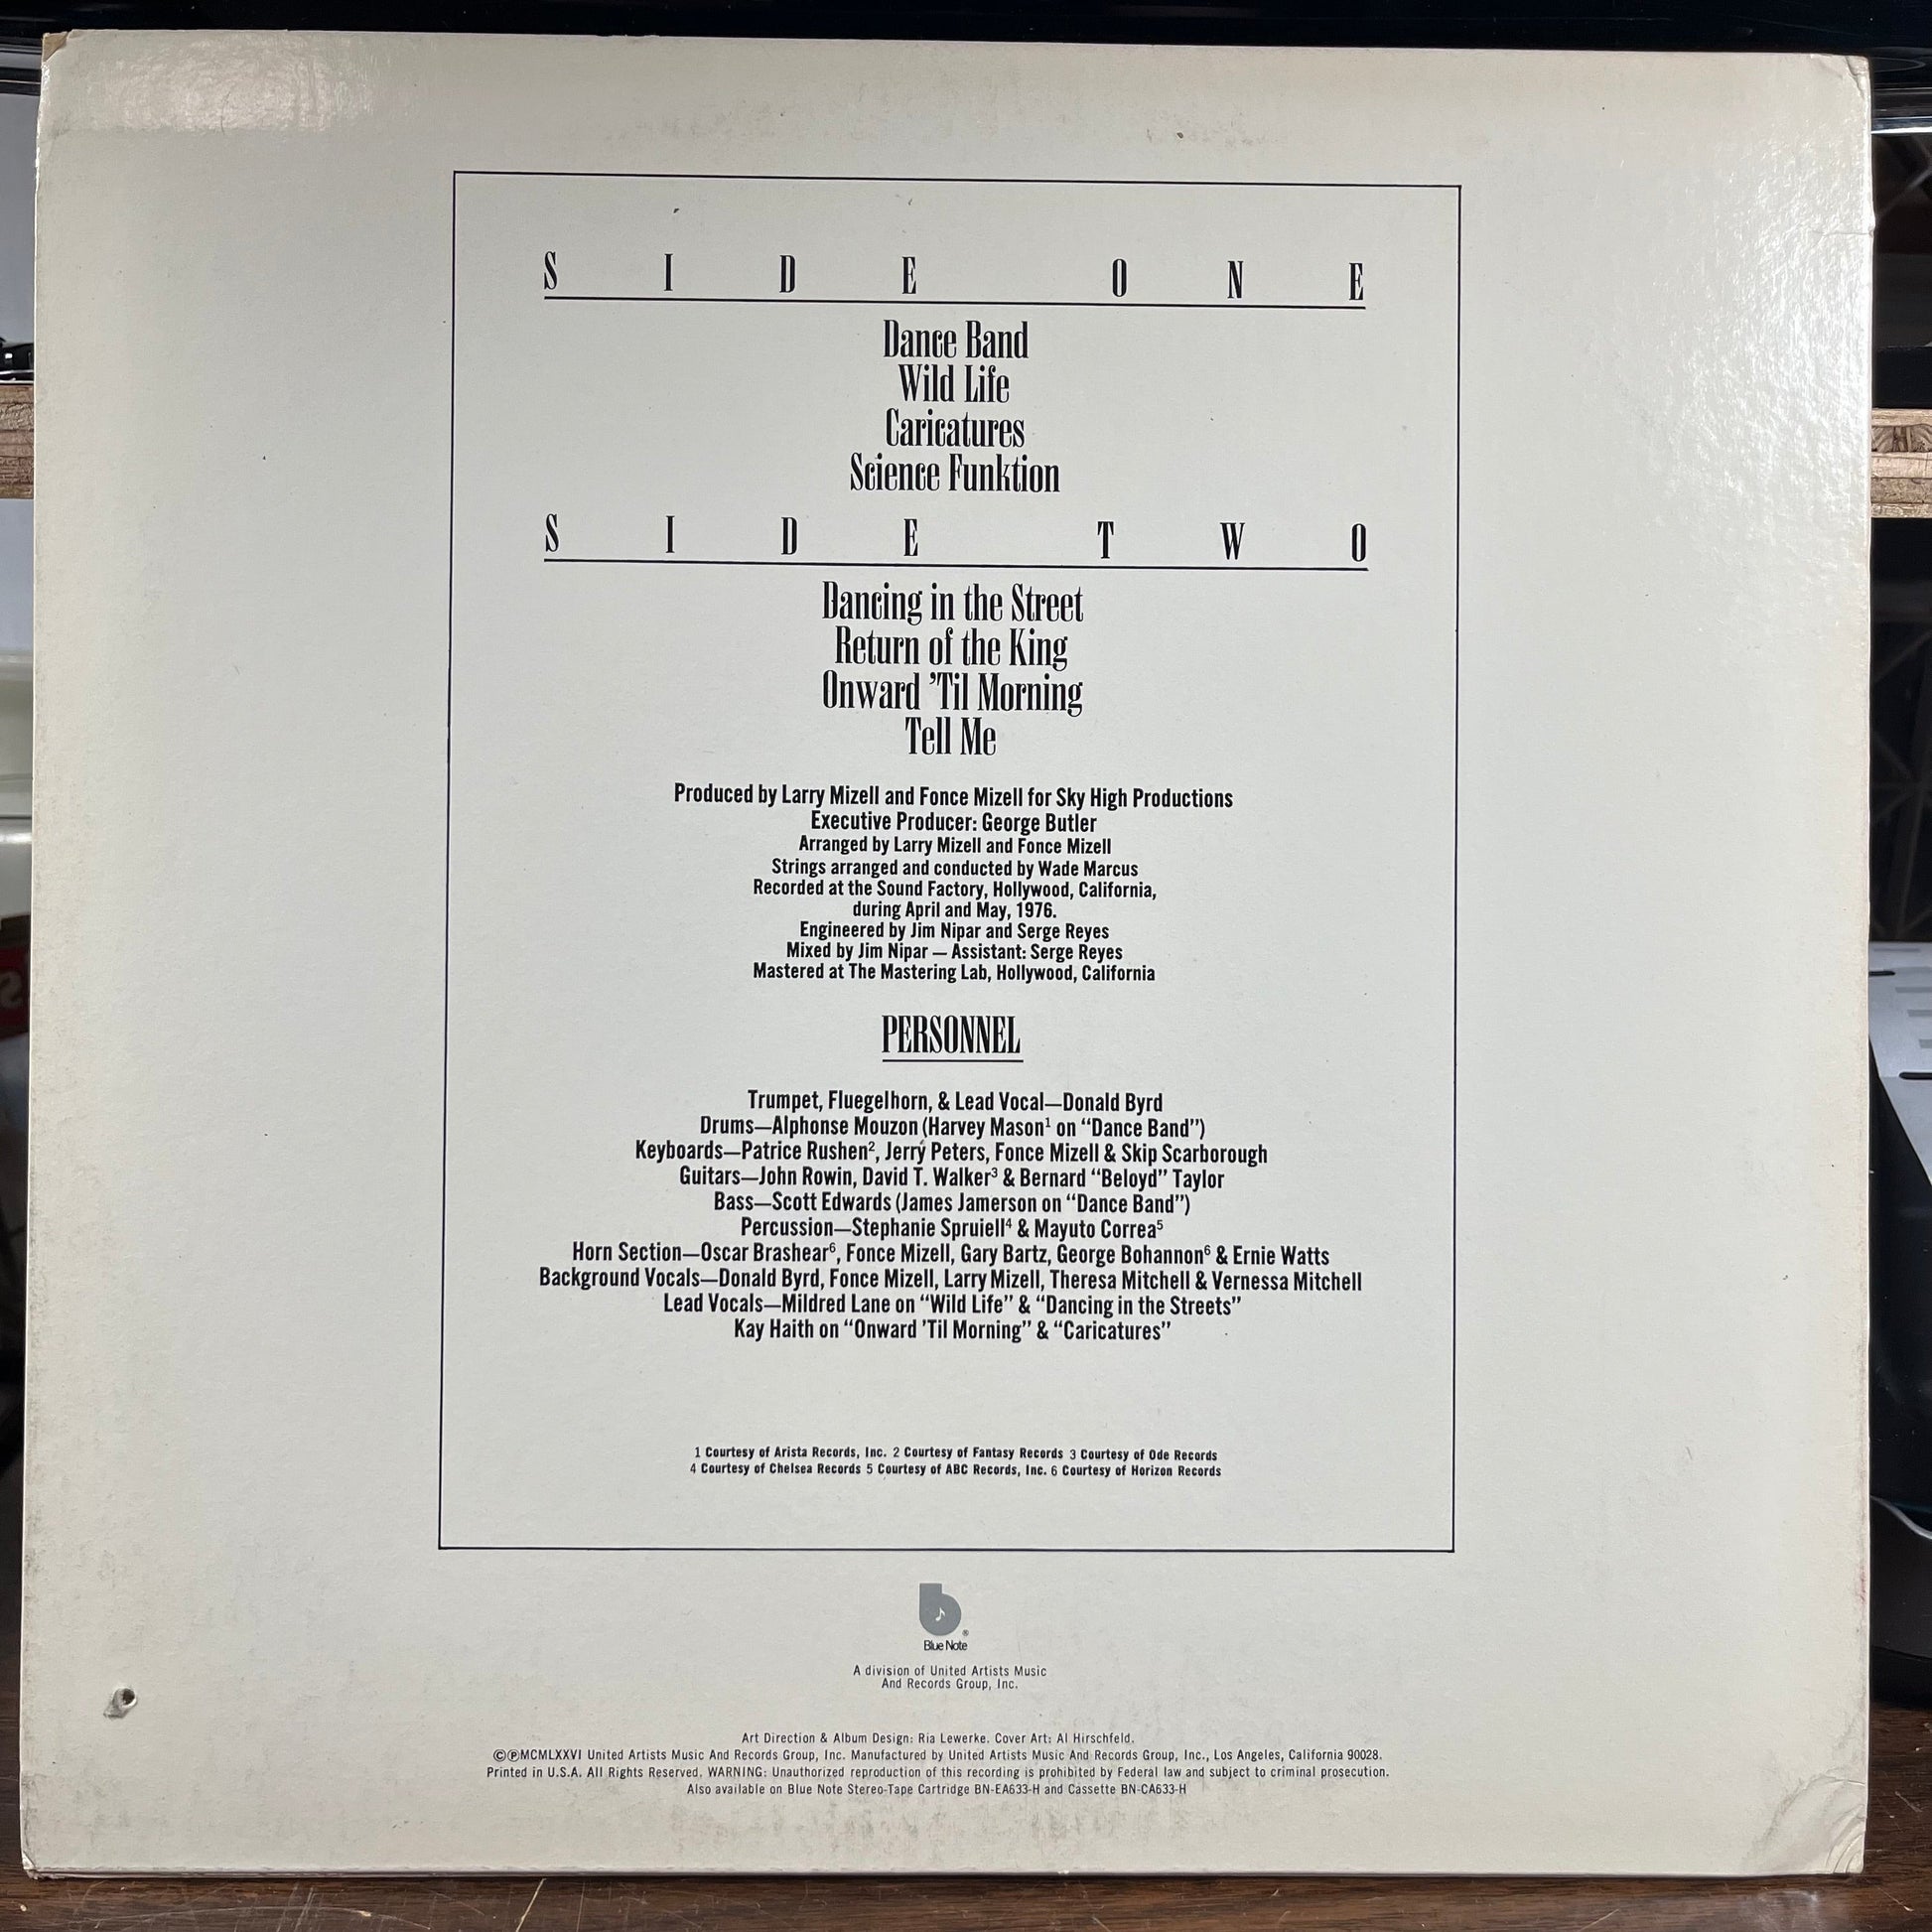 SIDE ONE
Dance Band
Wild Life
Caricatures
Science Funktion
SIDE TWO
Dancing in the Street
Return of the King
Onward ’Til Morning
Tell Me
Produced by Larry Mizell and Fonce Mizell for Sky High Productions
Executive Producer: George Butler
Arranged by Larry Mizell and Fonce Mizell
Strings arranged and conducted by Wade Marcus
Recorded at the Sound Factory, Hollywood, California,
during April and May, 1976.
Engineered by Jim Nipar and Serge Reyes
Mixed by Jim Nipar — Assistant: Serge Reyes
Mastered at The Mastering Lab, Hollywood, California
PERSONNEL
Trumpet, Fluegelhorn, & Lead Vocal—Donald Byrd
Drums—Alphonse Mouzon (Harvey Mason¹ on “Dance Band”)
Keyboards—Patrice Rushen², Jerry Peters, Fonce Mizell & Skip Scarborough
Guitars—John Rowin, David T. Walker³ & Bernard “Beloyd” Taylor
Bass—Scott Edwards (James Jamerson on “Dance Band”)
Percussion—Stephanie Spruiell⁴ & Mayuto Correa⁵
Horn Section—Oscar Brashear⁶, Fonce Mizell, Gary Bartz, George Bohannon⁶ & Ernie Watts
Background Vocals—Donald Byrd, Fonce Mizell, Larry Mizell, Theresa Mitchell & Vernessa Mitchell
Lead Vocals—Mildred Lane on “Wild Life” & “Dancing in the Streets”
Kay Haith on “Onward ’Til Morning” & “Caricatures”
1 Courtesy of Arista Records, Inc. 2 Courtesy of Fantasy Records 3 Courtesy of Ode Records
4 Courtesy of Chelsea Records 5 Courtesy of ABC Records, Inc. 6 Courtesy of Horizon Records
b ®
Blue Note
A division of United Artists Music
And Records Group, Inc.
Art Direction & Album Design: Ria Lewerke. Cover Art: Al Hirschfeld.
©℗MCMLXXVI United Artists Music And Records Group, Inc. Manufactured by United Artists Music And Records Group, Inc., Los Angeles, California 90028.
Printed in U.S.A. All Rights Reserved. WARNING: Unauthorized reproduction of this recording is prohibited by Federal law and subject to criminal prosecution.
Also available on Blue Note Stereo-Tape Cartridge BN-EA633-H and Cassette BN-CA633-H